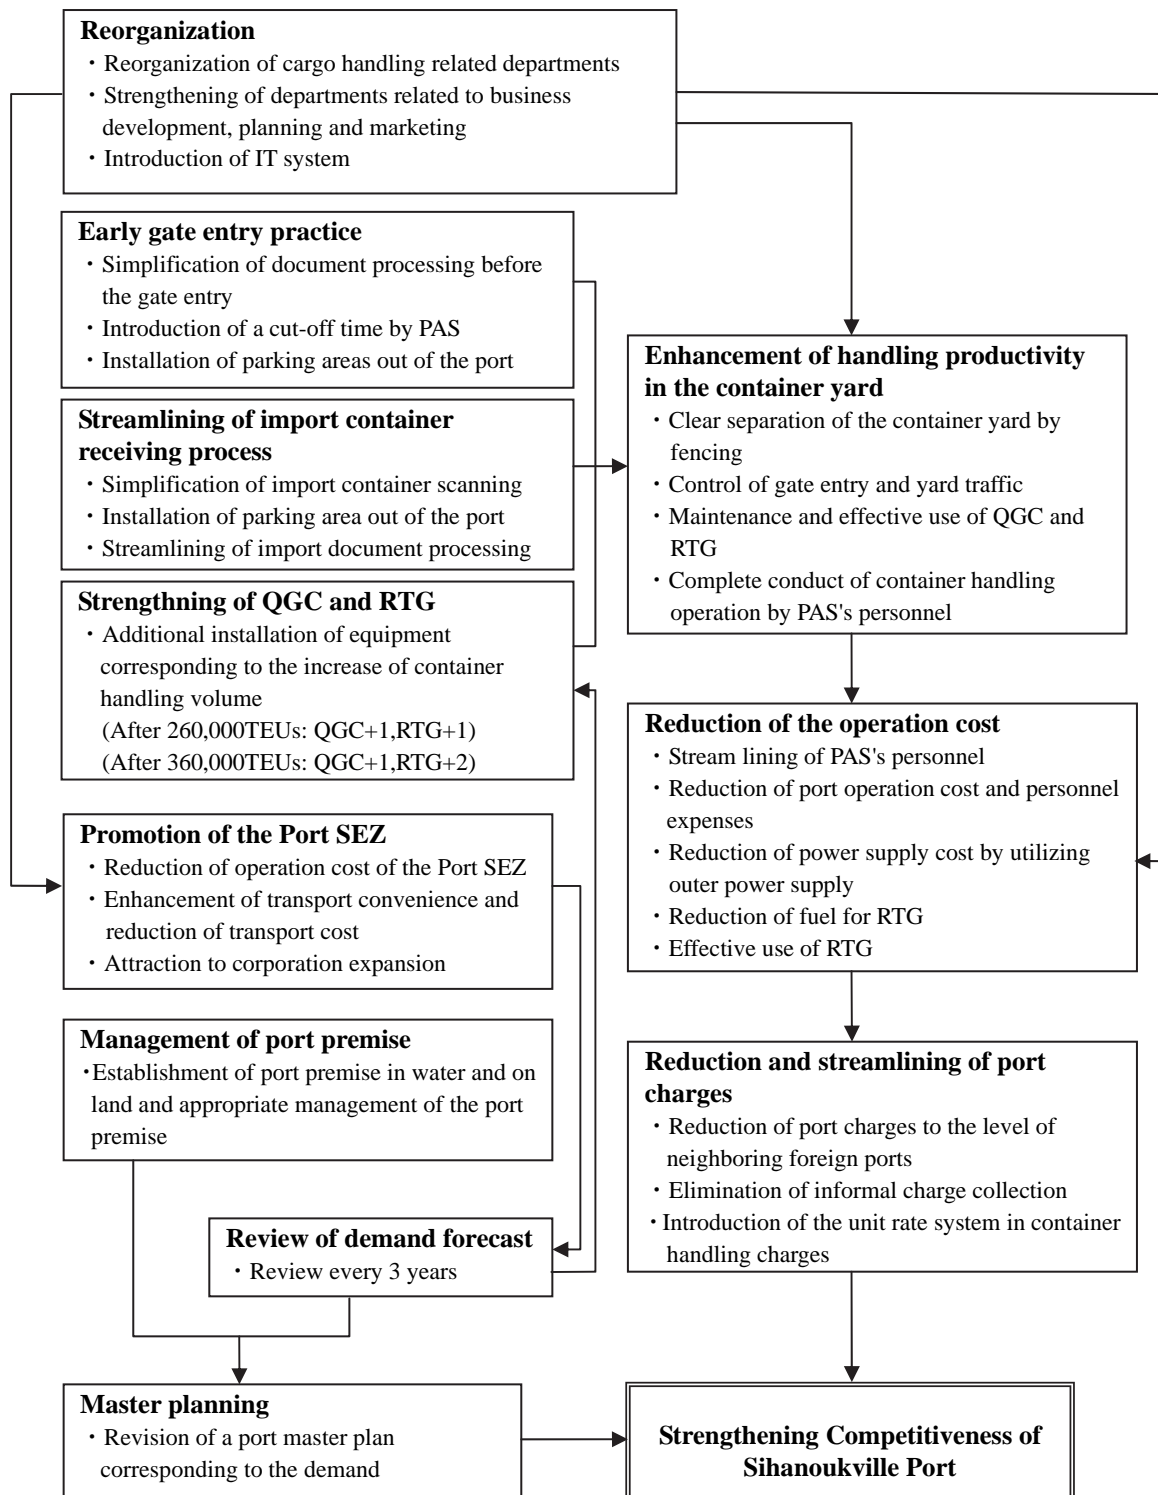 Reorganization
・Reorganization of cargo handling related departments
・Strengthening of departments related to business
development, planning and marketing
・Introduction of IT system
Early gate entry practice
・Simplification of document processing before
the gate entry
・Introduction of a cut-off time by PAS
・Installation of parking areas out of the port
Streamlining of import container
receiving process
・Simplification of import container scanning
・Installation of parking area out of the port
・Streamlining of import document processing
Strengthning of QGC and RTG
・Additional installation of equipment
corresponding to the increase of container
handling volume
(After 260,000TEUs: QGC+1,RTG+1)
(After 360,000TEUs: QGC+1,RTG+2)
Promotion of the Port SEZ
・Reduction of operation cost of the Port SEZ
・Enhancement of transport convenience and
reduction of transport cost
・Attraction to corporation expansion
Management of port premise
・Establishment of port premise in water and on
land and appropriate management of the port
premise
Review of demand forecast
・Review every 3 years
Master planning
・Revision of a port master plan
corresponding to the demand
Enhancement of handling productivity
in the container yard
・Clear separation of the container yard by
fencing
・Control of gate entry and yard traffic
・Maintenance and effective use of QGC and
RTG
・Complete conduct of container handling
operation by PAS's personnel
Reduction of the operation cost
・Stream lining of PAS's personnel
・Reduction of port operation cost and personnel
expenses
・Reduction of power supply cost by utilizing
outer power supply
・Reduction of fuel for RTG
・Effective use of RTG
Reduction and streamlining of port
charges
・Reduction of port charges to the level of
neighboring foreign ports
・Elimination of informal charge collection
・Introduction of the unit rate system in container
handling charges
Strengthening Competitiveness of
Sihanoukville Port